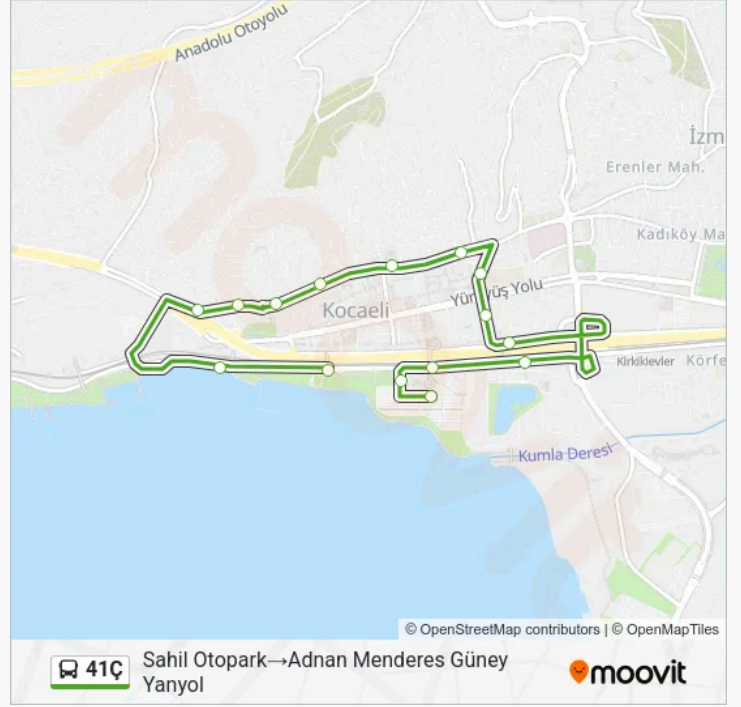 Anadolu Otoyolu
İzm
Erenler Mah.
Kadıköy Ma
Yürüyüş Yolu
Kocaeli
Kirkikievler
Körfe
Kumla Deresi
© OpenStreetMap contributors | © OpenMapTiles
41Ç
Sahil Otopark→Adnan Menderes Güney
Yanyol
moovit